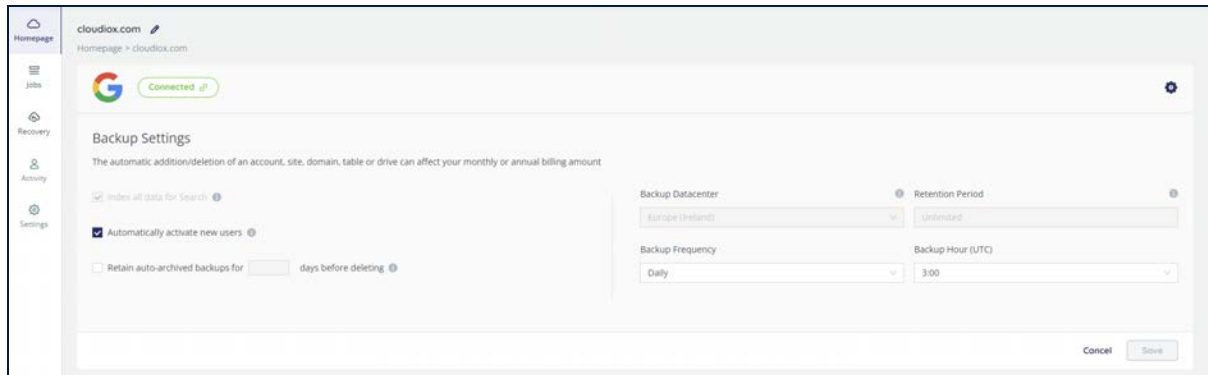 Homepage
Jobs
Recovery
Activity
Settings
cloudiox.com
Homepage > cloudiox.com
Connected
Backup Settings
The automatic addition/deletion of an account, site, domain, table or drive can affect your monthly or annual billing amount
Index all data for Search
Automatically activate new users
Retain auto-archived backups for days before deleting
Backup Datacenter
Europe (Ireland)
Retention Period
Unlimited
Backup Frequency
Daily
Backup Hour (UTC)
3:00
Cancel
Save